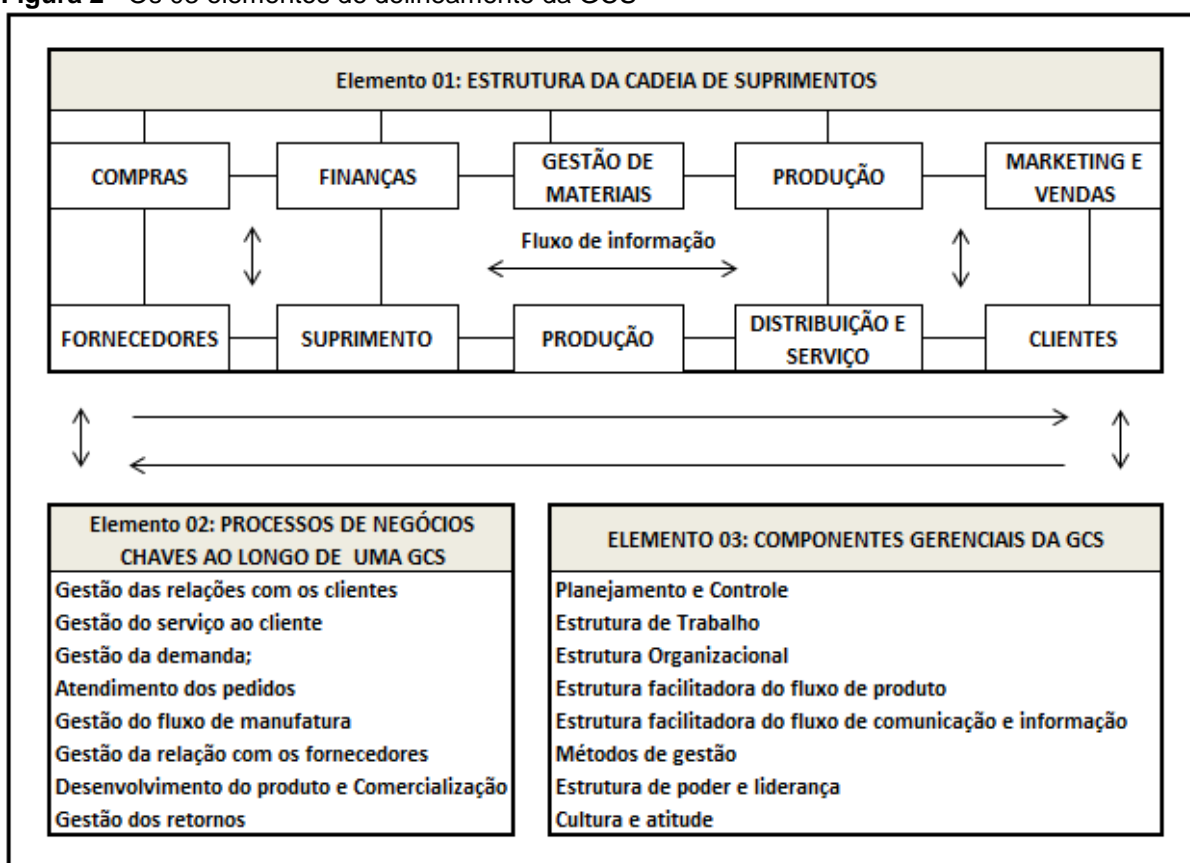 Figura 2 - Os 03 elementos de delineamento da GCS
Elemento 01: ESTRUTURA DA CADEIA DE SUPRIMENTOS
COMPRAS
FINANÇAS
GESTÃO DE
MATERIAIS
PRODUÇÃO
MARKETING E
VENDAS
Fluxo de informação
FORNECEDORES
SUPRIMENTO
PRODUÇÃO
DISTRIBUIÇÃO E
SERVIÇO
CLIENTES
Elemento 02: PROCESSOS DE NEGÓCIOS
CHAVES AO LONGO DE UMA GCS
Gestão das relações com os clientes
Gestão do serviço ao cliente
Gestão da demanda;
Atendimento dos pedidos
Gestão do fluxo de manufatura
Gestão da relação com os fornecedores
Desenvolvimento do produto e Comercialização
Gestão dos retornos
ELEMENTO 03: COMPONENTES GERENCIAIS DA GCS
Planejamento e Controle
Estrutura de Trabalho
Estrutura Organizacional
Estrutura facilitadora do fluxo de produto
Estrutura facilitadora do fluxo de comunicação e informação
Métodos de gestão
Estrutura de poder e liderança
Cultura e atitude